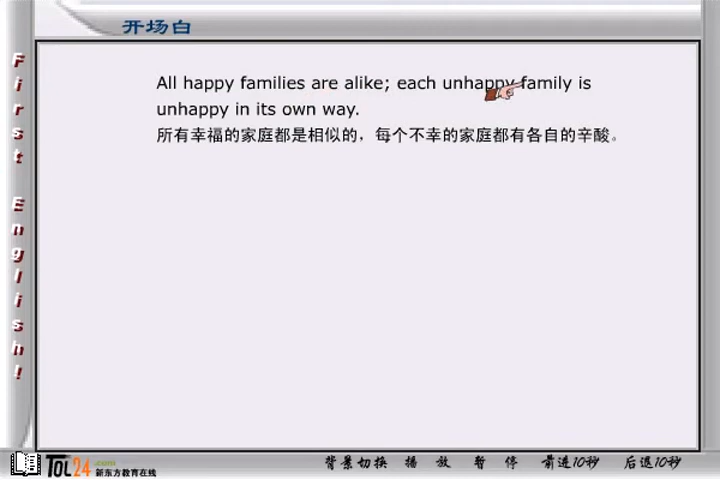 开场白
First English!
All happy families are alike; each unhappy family is
unhappy in its own way.
所有幸福的家庭都是相似的，每个不幸的家庭都有各自的辛酸。
TOL24.com
新东方教育在线
背景切换 播 放 暂 停 前进10秒 后退10秒